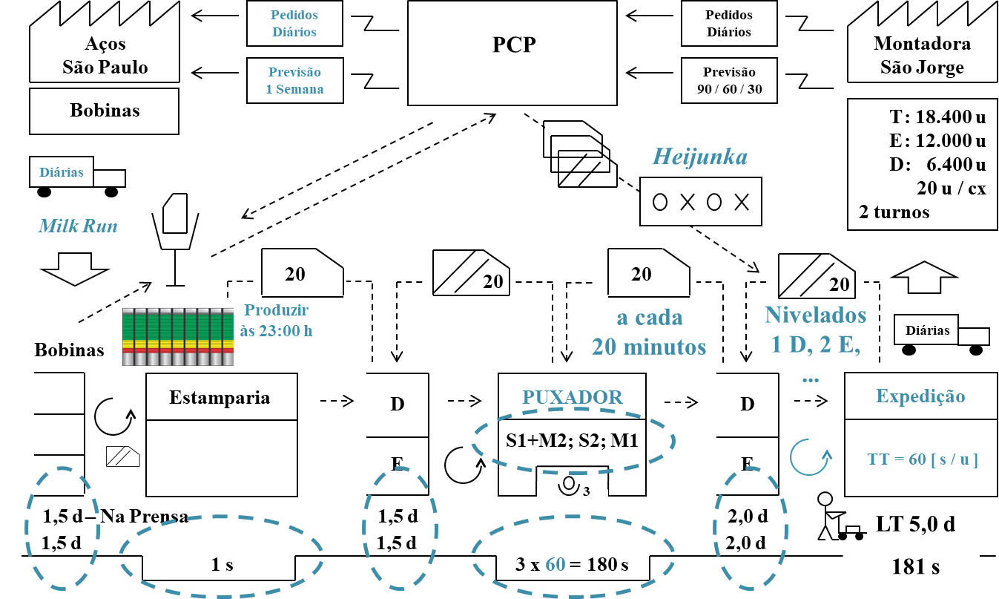 Aços
São Paulo
Bobinas
Pedidos
Diários
Previsão
1 Semana
PCP
Pedidos
Diários
Previsão
90 / 60 / 30
Montadora
São Jorge
T: 18.400 u
E: 12.000 u
D: 6.400 u
20 u / cx
2 turnos
Diárias
Milk Run
Heijunka
20
20
20
20
Produzir
às 23:00 h
a cada
20 minutos
Nivelados
1 D, 2 E,
...
Diárias
Bobinas
Estamparia
D
E
PUXADOR
S1+M2; S2; M1
3
D
E
Expedição
TT = 60 [ s / u ]
1,5 d – Na Prensa
1,5 d
1,5 d
1,5 d
2,0 d
2,0 d
LT 5,0 d
1 s
3 x 60 = 180 s
181 s